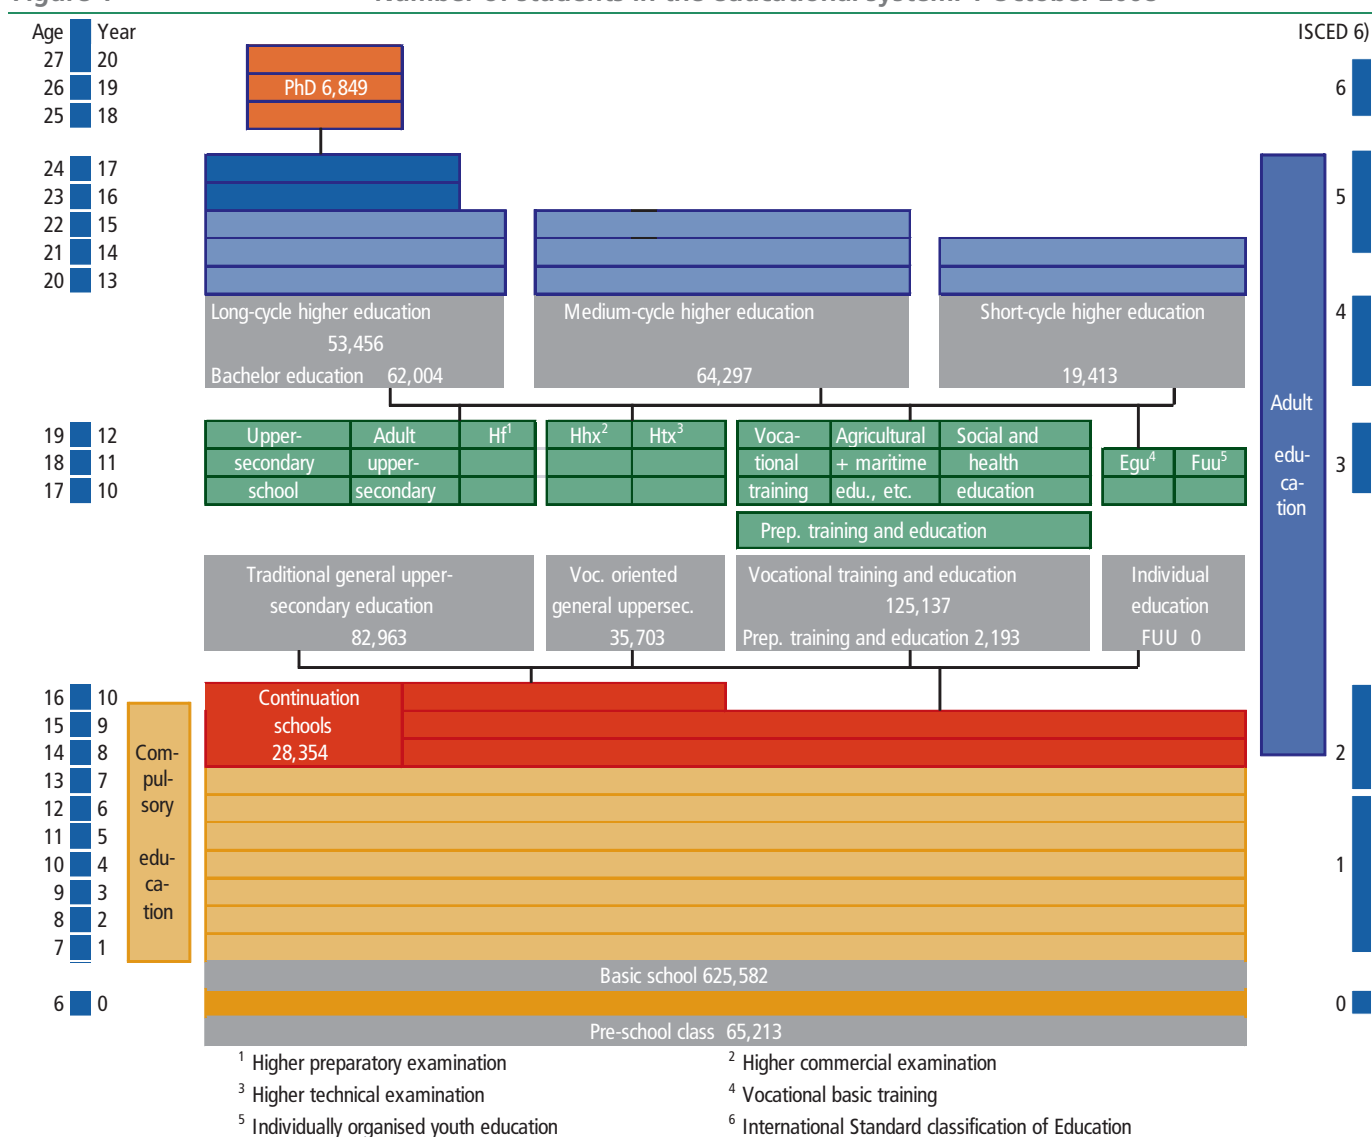 Age Year ISCED 6)
27 20
26 19 PhD 6,849 6
25 18
24 17
23 16 5
22 15
21 14
20 13
Long-cycle higher education Medium-cycle higher education Short-cycle higher education 4
53,456
Bachelor education 62,004 64,297 19,413
Adult
edu-
ca-
tion
19 12 Upper- Adult Hf1 Hhx2 Htx3 Voca- Agricultural Social and
18 11 secondary upper- tional + maritime health Egu4 Fuu5 3
17 10 school secondary training edu., etc. education
Prep. training and education
Traditional general upper- Voc. oriented Vocational training and education Individual
secondary education general uppersec. 125,137 education
82,963 35,703 Prep. training and education 2,193 FUU 0
16 10 Continuation
15 9 schools
14 8 28,354 2
Com-
pul-
sory
edu-
ca-
tion
13 7
12 6
11 5
10 4 1
9 3
8 2
7 1
Basic school 625,582
6 0 0
Pre-school class 65,213
1 Higher preparatory examination 2 Higher commercial examination
3 Higher technical examination 4 Vocational basic training
5 Individually organised youth education 6 International Standard classification of Education